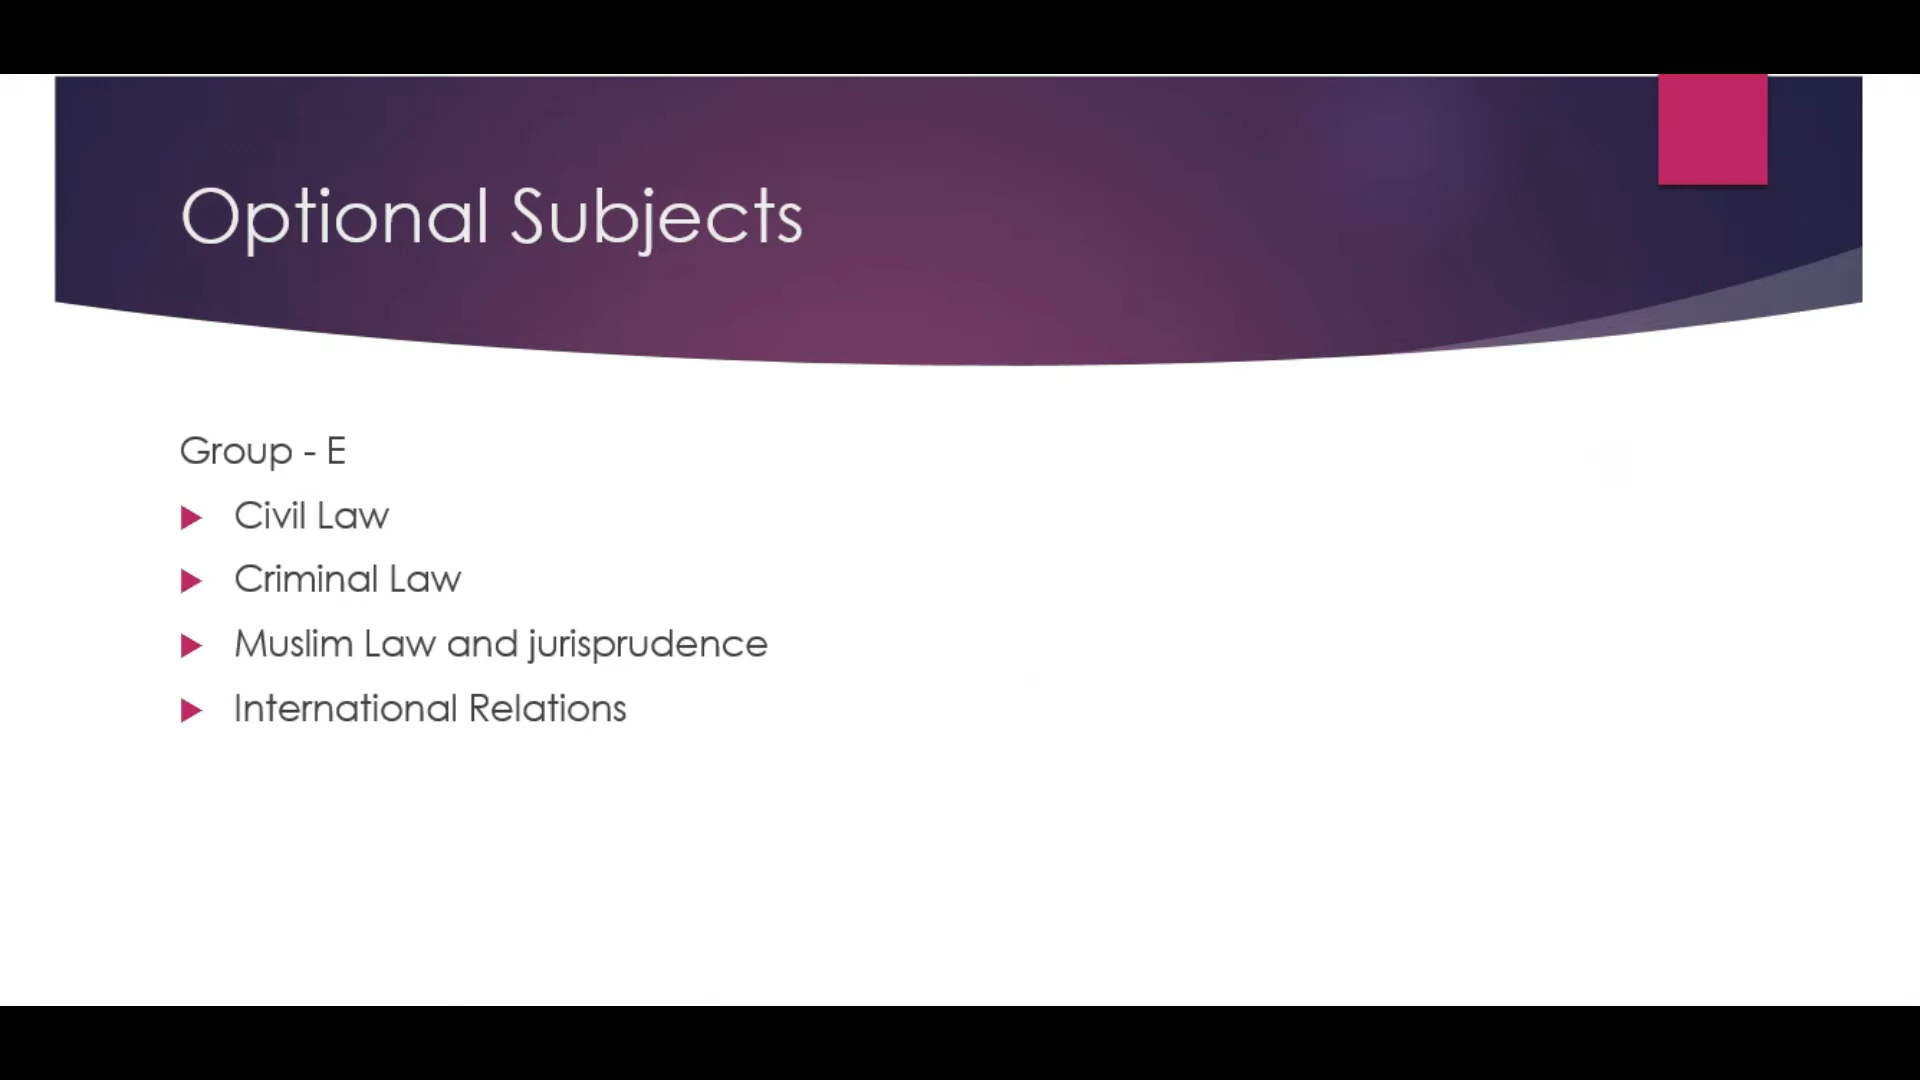 Optional Subjects
Group - E
Civil Law
Criminal Law
Muslim Law and jurisprudence
International Relations